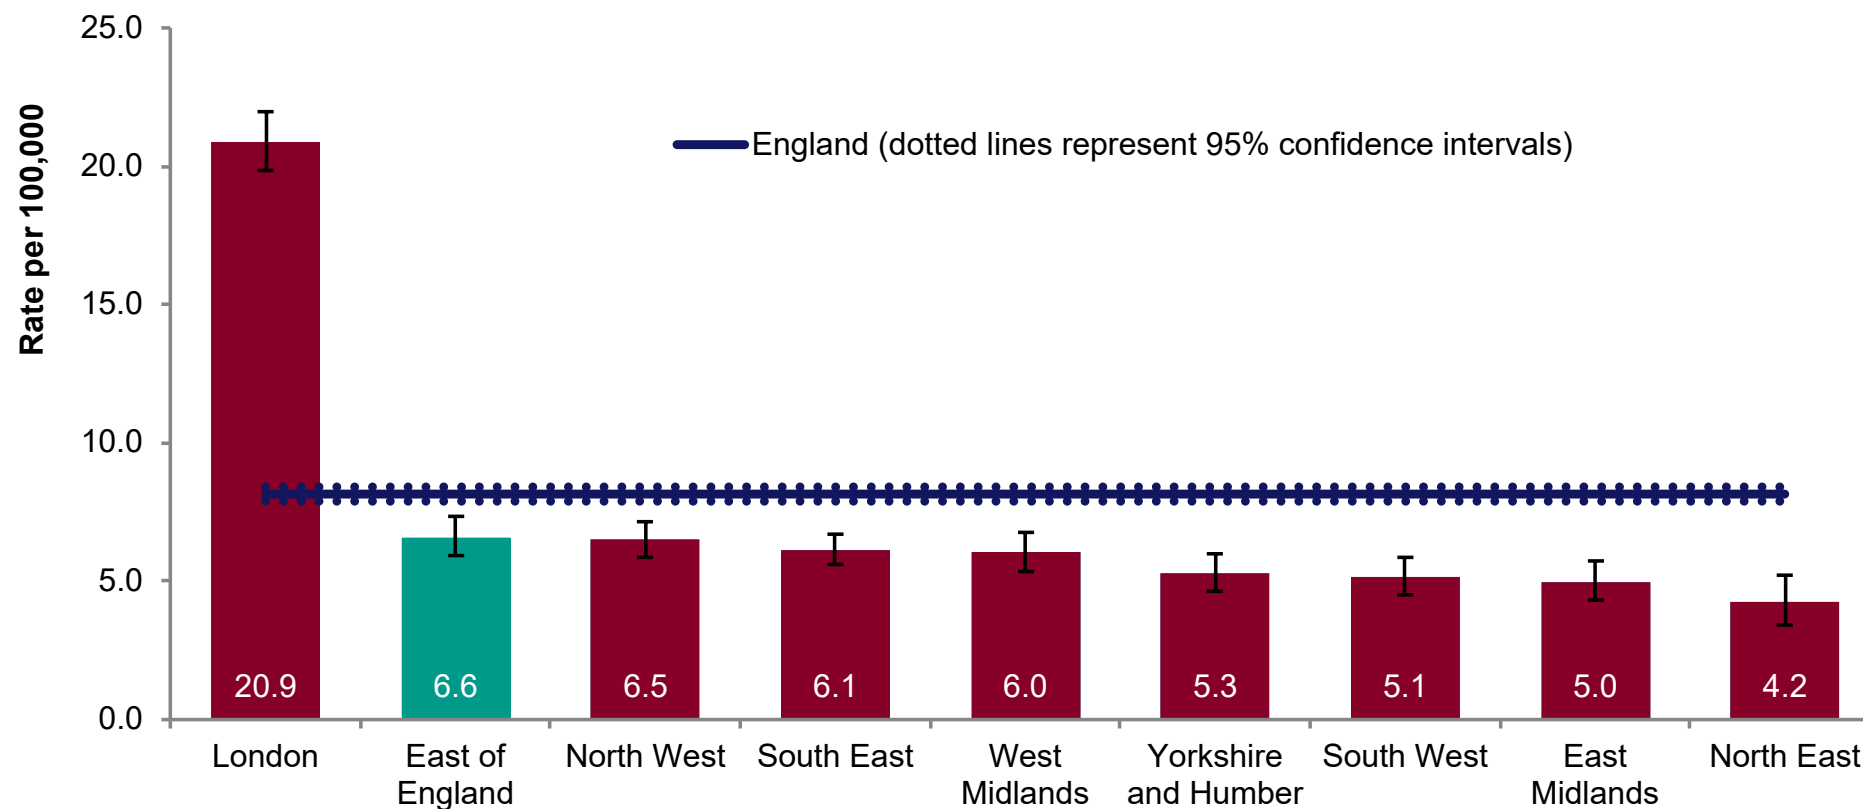 25.0
20.0
15.0
10.0
5.0
0.0
Rate per 100,000
England (dotted lines represent 95% confidence intervals)
20.9
6.6
6.5
6.1
6.0
5.3
5.1
5.0
4.2
London
East of
England
North West
South East
West
Midlands
Yorkshire
and Humber
South West
East
Midlands
North East